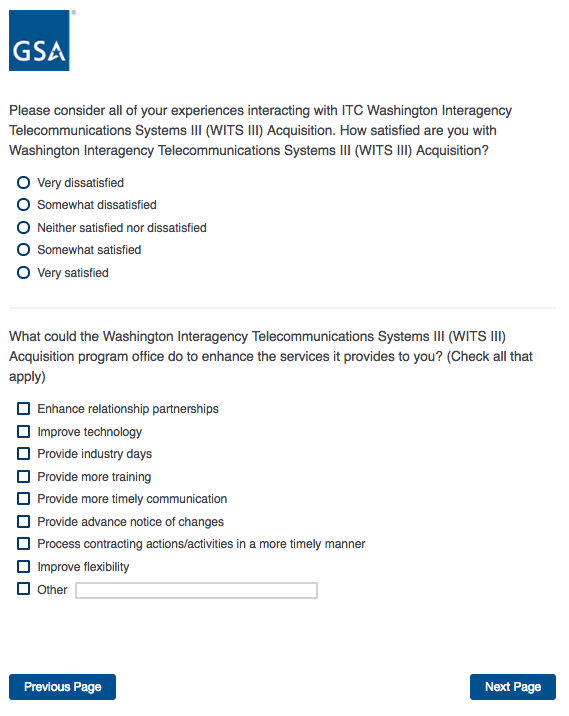 GSA
Please consider all of your experiences interacting with ITC Washington Interagency
Telecommunications Systems III (WITS III) Acquisition. How satisfied are you with
Washington Interagency Telecommunications Systems III (WITS III) Acquisition?
Very dissatisfied
Somewhat dissatisfied
Neither satisfied nor dissatisfied
Somewhat satisfied
Very satisfied
What could the Washington Interagency Telecommunications Systems III (WITS III)
Acquisition program office do to enhance the services it provides to you? (Check all that
apply)
Enhance relationship partnerships
Improve technology
Provide industry days
Provide more training
Provide more timely communication
Provide advance notice of changes
Process contracting actions/activities in a more timely manner
Improve flexibility
Other
Previous Page
Next Page